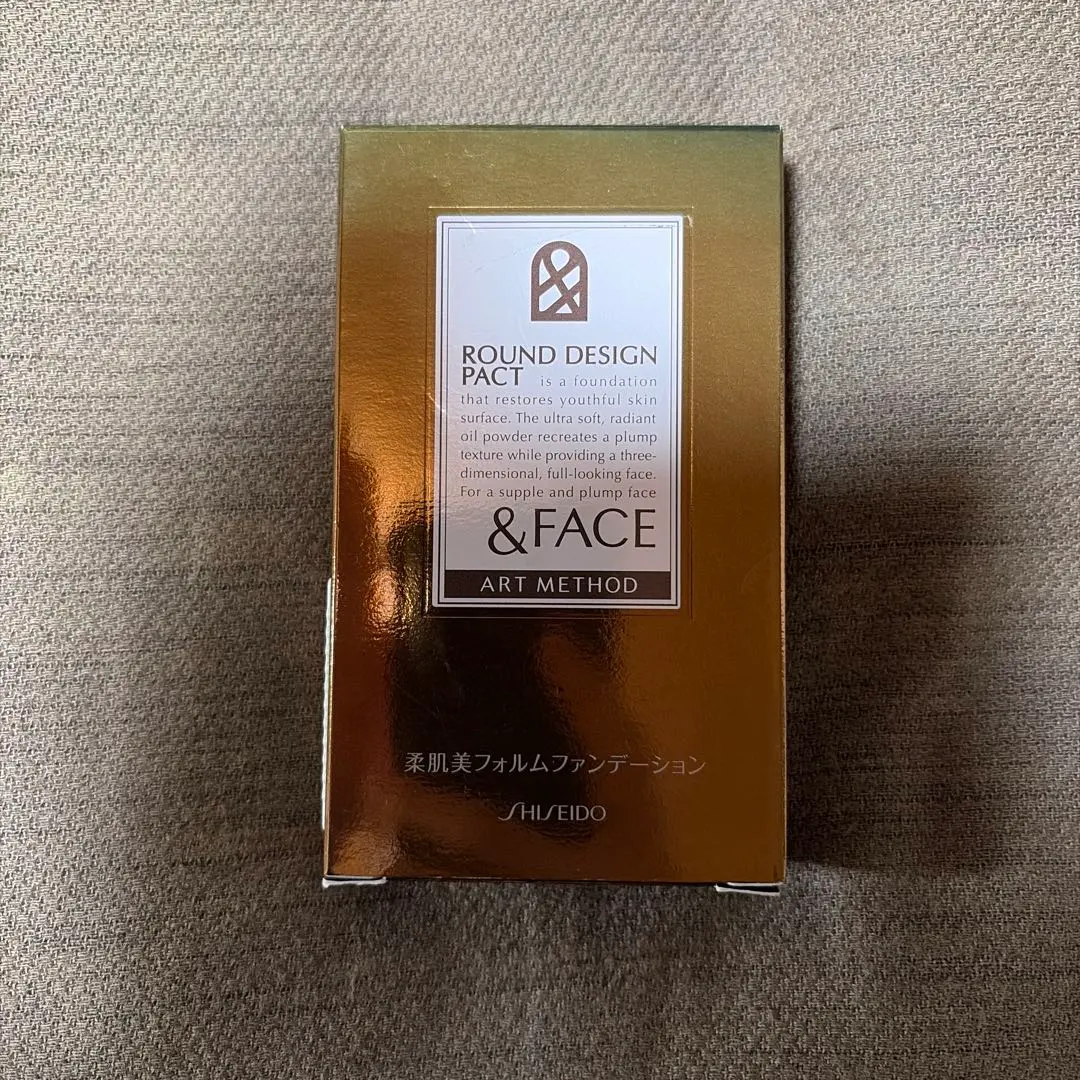 ROUND DESIGN
PACT is a foundation
that restores youthful skin
surface. The ultra soft, radiant
oil powder recreates a plump
texture while providing a three-
dimensional, full-looking face.
For a supple and plump face
&FACE
ART METHOD
柔肌美フォルムファンデーション
SHISEIDO